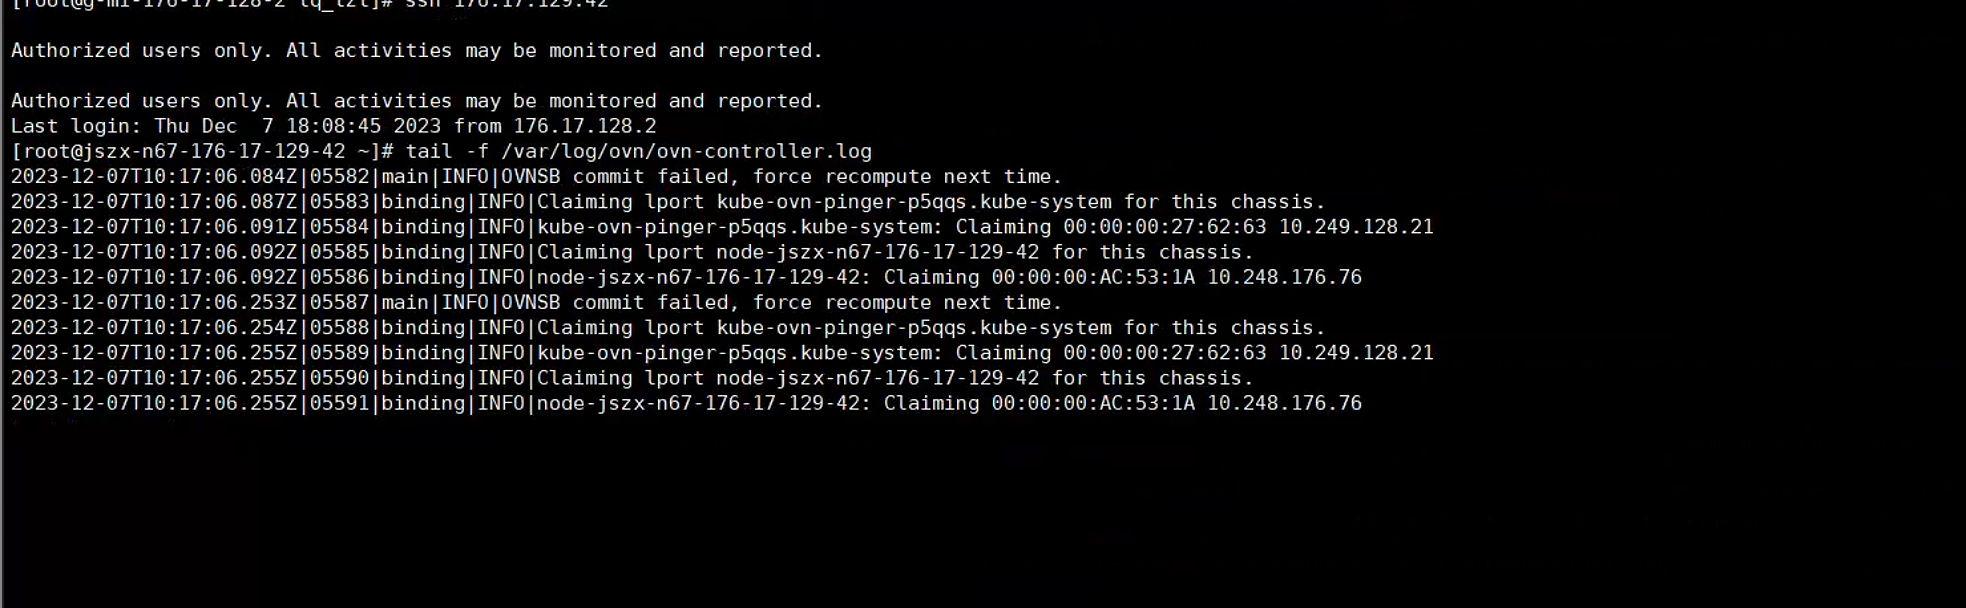 [root@g-m1-176-17-128-2 tq_lzl]# ssh 176.17.129.42
Authorized users only. All activities may be monitored and reported.
Authorized users only. All activities may be monitored and reported.
Last login: Thu Dec  7 18:08:45 2023 from 176.17.128.2
[root@jszx-n67-176-17-129-42 ~]# tail -f /var/log/ovn/ovn-controller.log
2023-12-07T10:17:06.084Z|05582|main|INFO|OVNSB commit failed, force recompute next time.
2023-12-07T10:17:06.087Z|05583|binding|INFO|Claiming lport kube-ovn-pinger-p5qqs.kube-system for this chassis.
2023-12-07T10:17:06.091Z|05584|binding|INFO|kube-ovn-pinger-p5qqs.kube-system: Claiming 00:00:00:27:62:63 10.249.128.21
2023-12-07T10:17:06.092Z|05585|binding|INFO|Claiming lport node-jszx-n67-176-17-129-42 for this chassis.
2023-12-07T10:17:06.092Z|05586|binding|INFO|node-jszx-n67-176-17-129-42: Claiming 00:00:00:AC:53:1A 10.248.176.76
2023-12-07T10:17:06.253Z|05587|main|INFO|OVNSB commit failed, force recompute next time.
2023-12-07T10:17:06.254Z|05588|binding|INFO|Claiming lport kube-ovn-pinger-p5qqs.kube-system for this chassis.
2023-12-07T10:17:06.255Z|05589|binding|INFO|kube-ovn-pinger-p5qqs.kube-system: Claiming 00:00:00:27:62:63 10.249.128.21
2023-12-07T10:17:06.255Z|05590|binding|INFO|Claiming lport node-jszx-n67-176-17-129-42 for this chassis.
2023-12-07T10:17:06.255Z|05591|binding|INFO|node-jszx-n67-176-17-129-42: Claiming 00:00:00:AC:53:1A 10.248.176.76